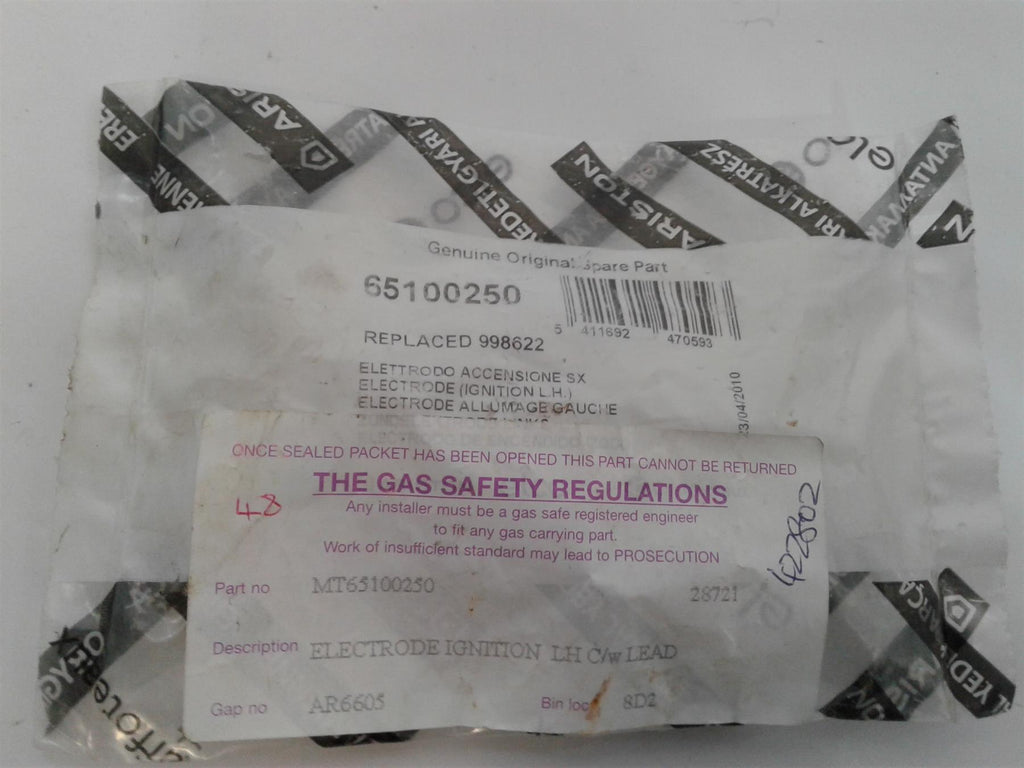 ARISTON
elco
ARISTON
Genuine Original Spare Part
65100250
5 411692 470593
REPLACED 998622
ELETTRODO ACCENSIONE SX
ELECTRODE (IGNITION L.H.)
ELECTRODE ALLUMAGE GAUCHE
23/04/2010
ONCE SEALED PACKET HAS BEEN OPENED THIS PART CANNOT BE RETURNED
THE GAS SAFETY REGULATIONS
48
Any installer must be a gas safe registered engineer
to fit any gas carrying part.
Work of insufficient standard may lead to PROSECUTION
422802
Part no MT65100250 28721
Description ELECTRODE IGNITION LH C/w LEAD
Gap no AR6605 Bin loc 8D2